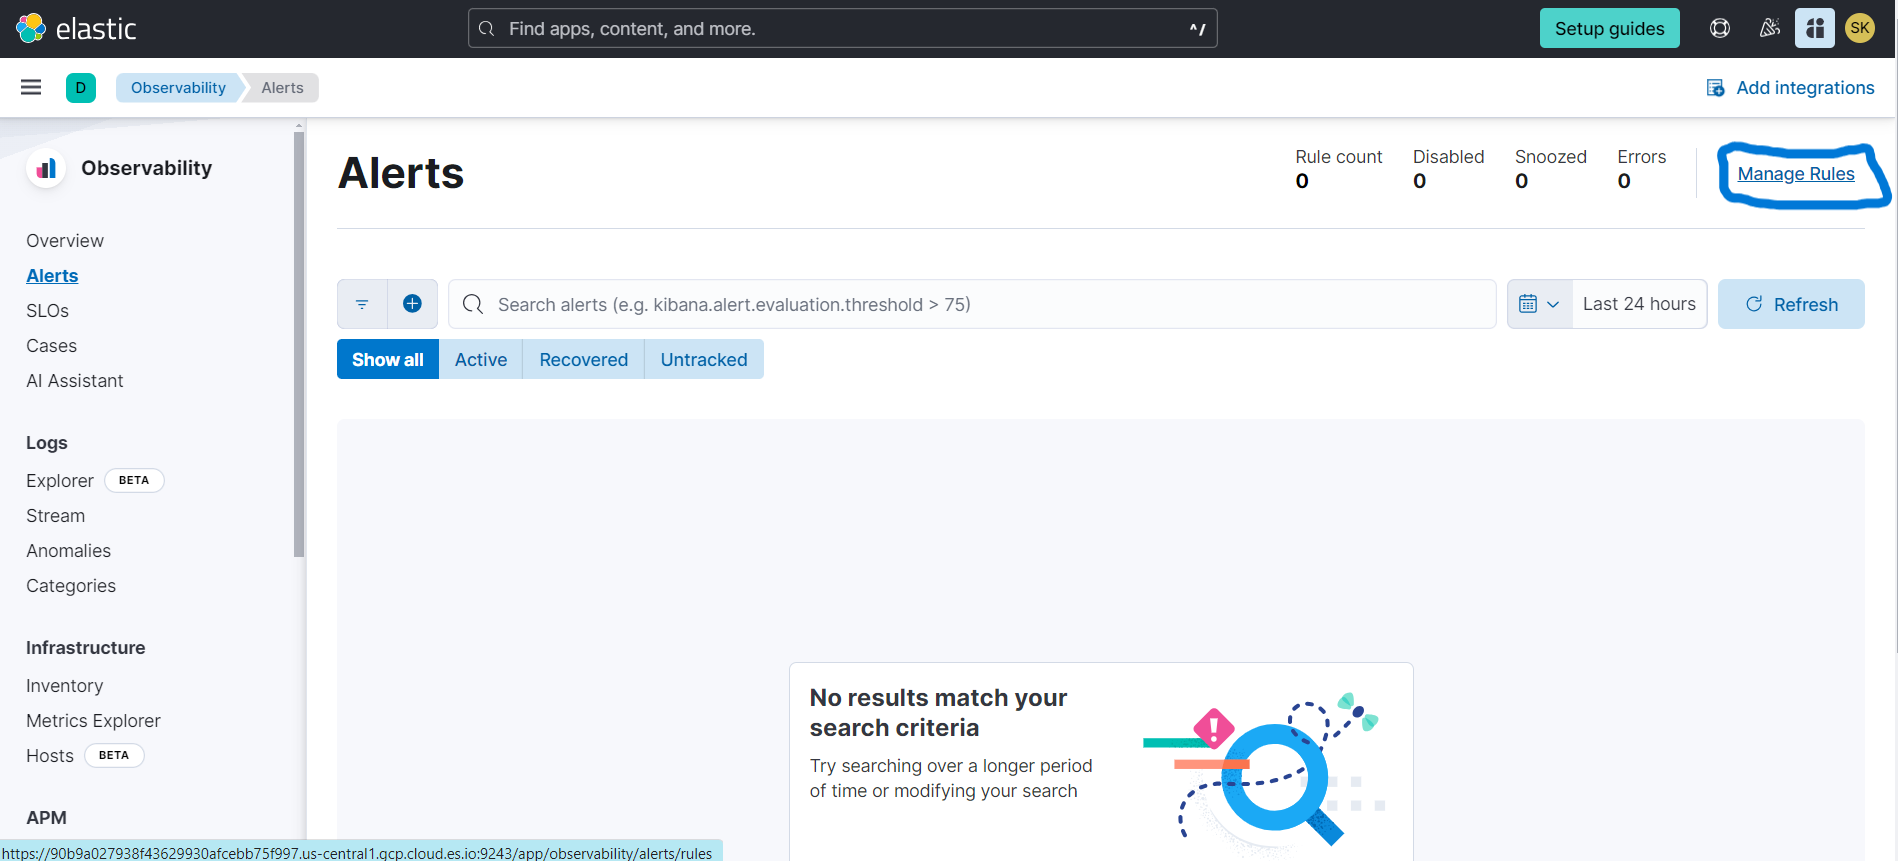 elastic
Find apps, content, and more.
^/
Setup guides
SK
D
Observability
Alerts
Add integrations
Observability
Overview
Alerts
SLOs
Cases
AI Assistant
Logs
Explorer BETA
Stream
Anomalies
Categories
Infrastructure
Inventory
Metrics Explorer
Hosts BETA
APM
Alerts
Rule count Disabled Snoozed Errors
0 0 0 0
Manage Rules
Search alerts (e.g. kibana.alert.evaluation.threshold > 75)
Last 24 hours
Refresh
Show all Active Recovered Untracked
No results match your
search criteria
Try searching over a longer period
of time or modifying your search
https://90b9a027938f43629930afcebb75f997.us-central1.gcp.cloud.es.io:9243/app/observability/alerts/rules